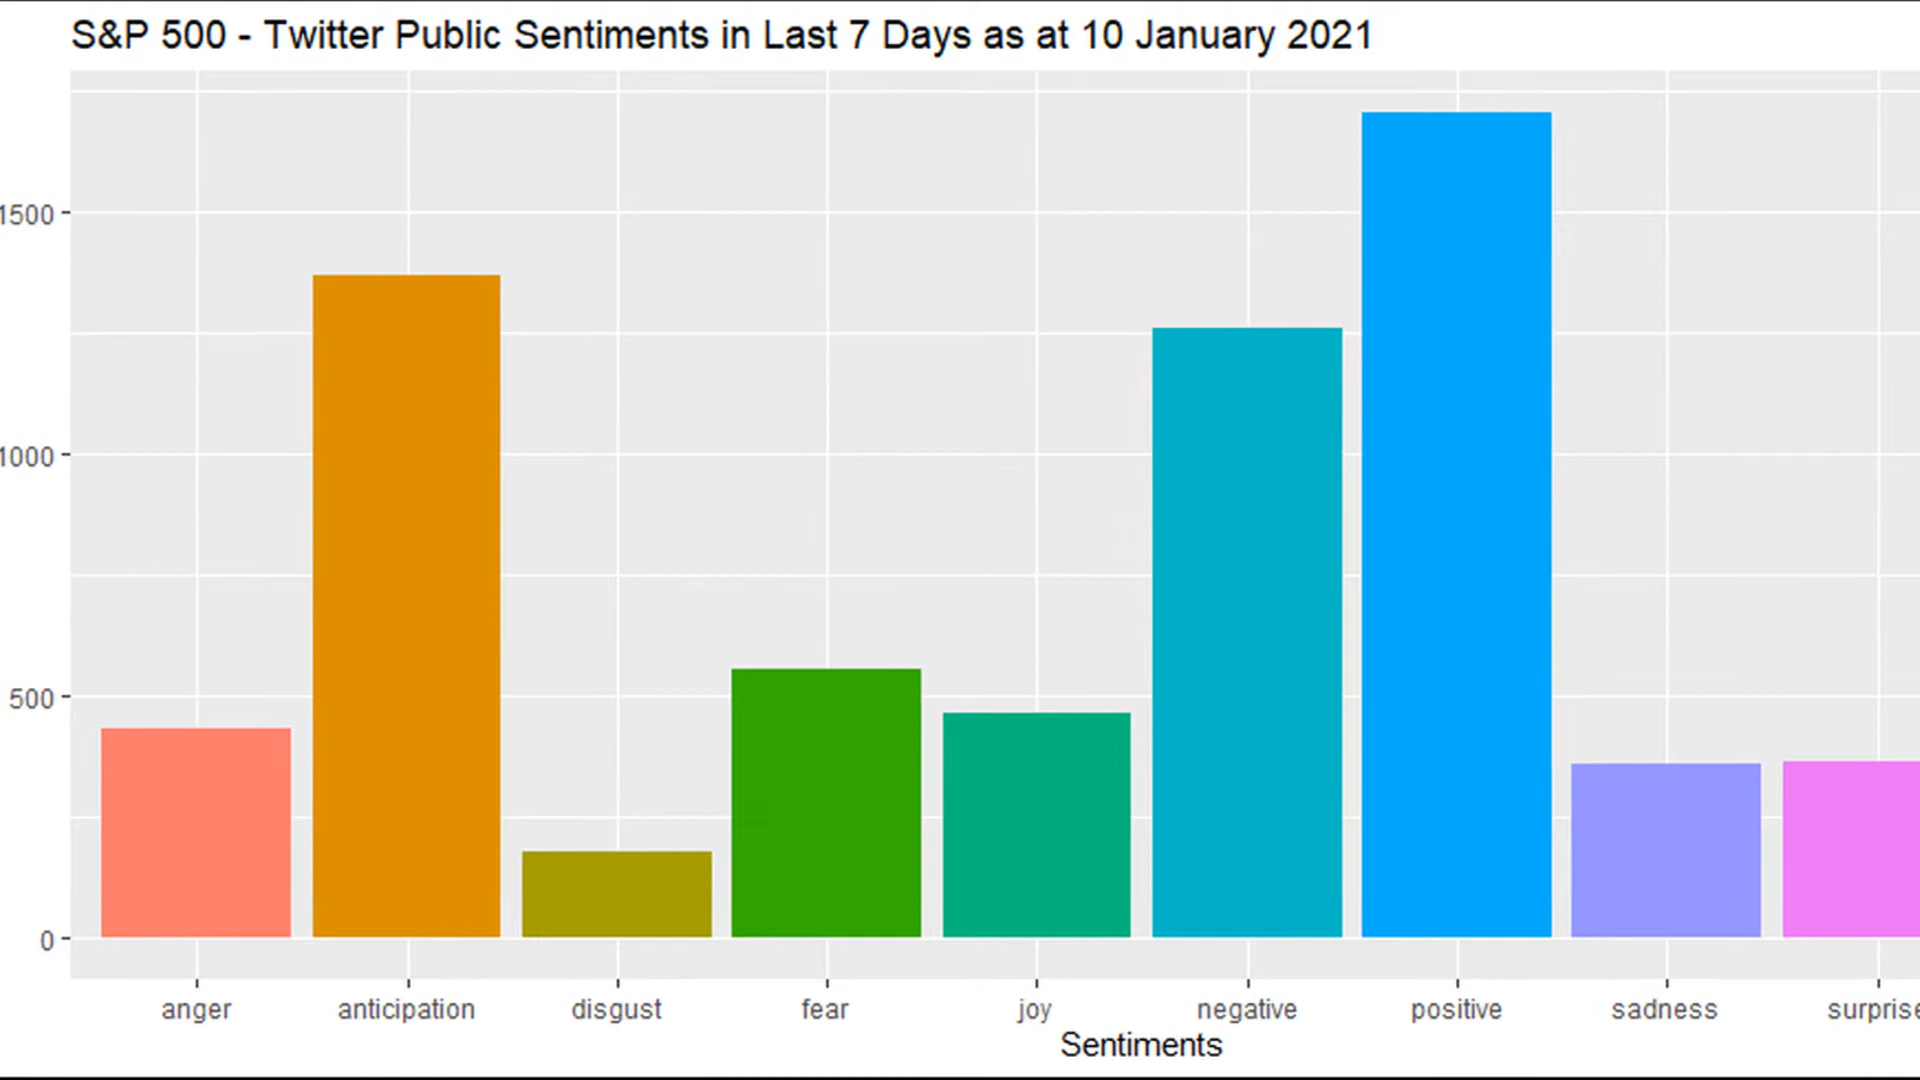 S&P 500 - Twitter Public Sentiments in Last 7 Days as at 10 January 2021
1500
1000
500
0
anger anticipation disgust fear joy negative positive sadness surprise
Sentiments